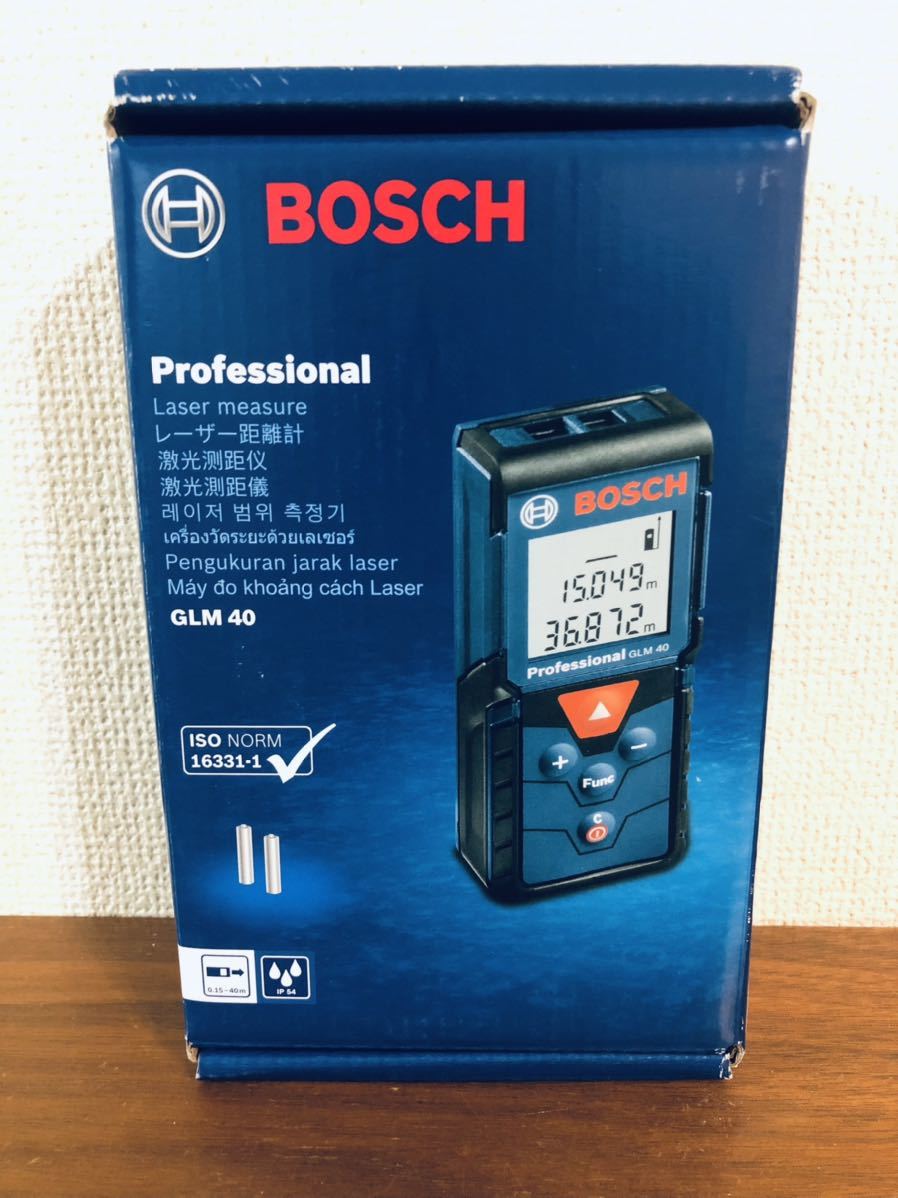 BOSCH
Professional
Laser measure
レーザー距離計
激光测距仪
激光測距儀
레이저 범위 측정기
เครื่องวัดระยะด้วยเลเซอร์
Pengukuran jarak laser
Máy đo khoảng cách Laser
GLM 40
BOSCH
15.049 m
36.872 m
Professional GLM 40
+
−
Func
C
ISO NORM
16331-1
0.15 - 40 m
IP 54